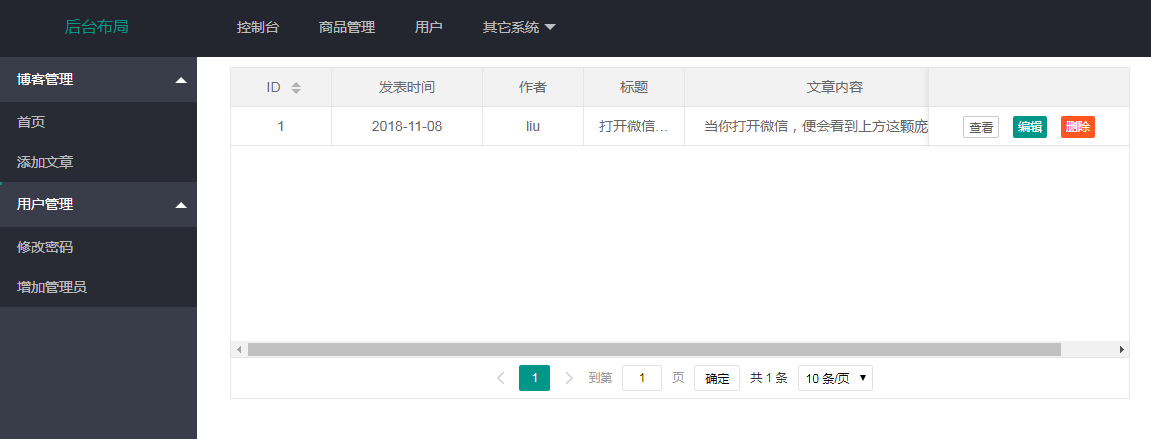 后台布局 控制台 商品管理 用户 其它系统
博客管理
首页
添加文章
用户管理
修改密码
增加管理员
ID 发表时间 作者 标题 文章内容
1 2018-11-08 liu 打开微信... 当你打开微信，便会看到上方这颗庞 查看 编辑 删除
1 到第 1 页 确定 共 1 条 10 条/页